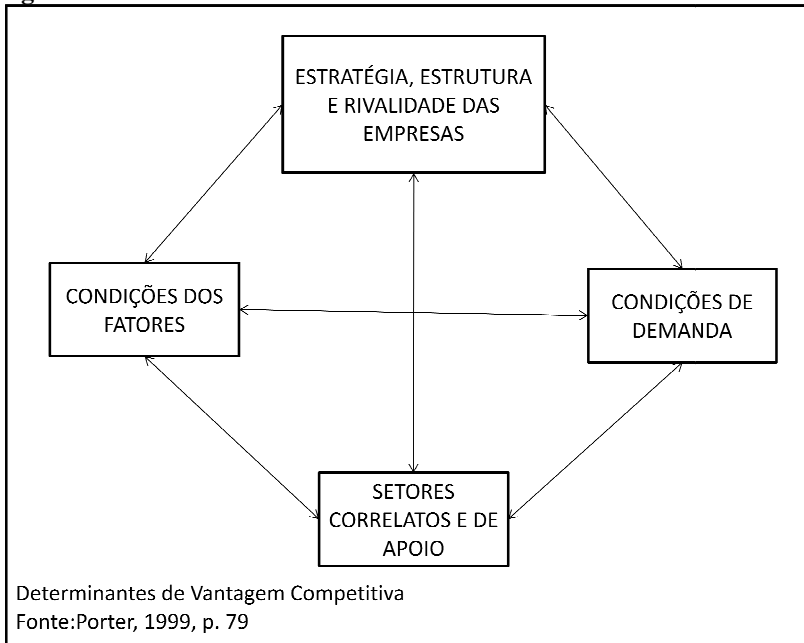 ESTRATÉGIA, ESTRUTURA
E RIVALIDADE DAS
EMPRESAS
CONDIÇÕES DOS
FATORES
CONDIÇÕES DE
DEMANDA
SETORES
CORRELATOS E DE
APOIO
Determinantes de Vantagem Competitiva
Fonte:Porter, 1999, p. 79